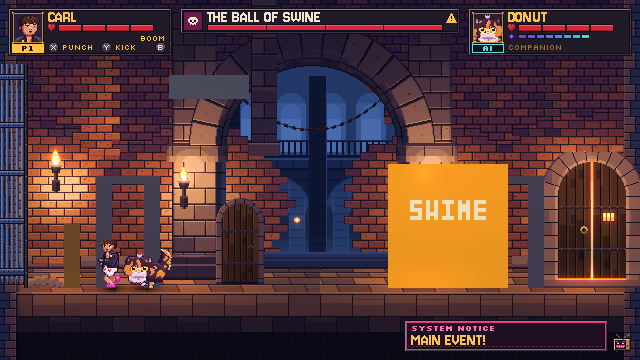 CARL
P1
X PUNCH Y KICK
BOOM
B
THE BALL OF SWINE
DONUT
AI
COMPANION
SWINE
SYSTEM NOTICE
MAIN EVENT!